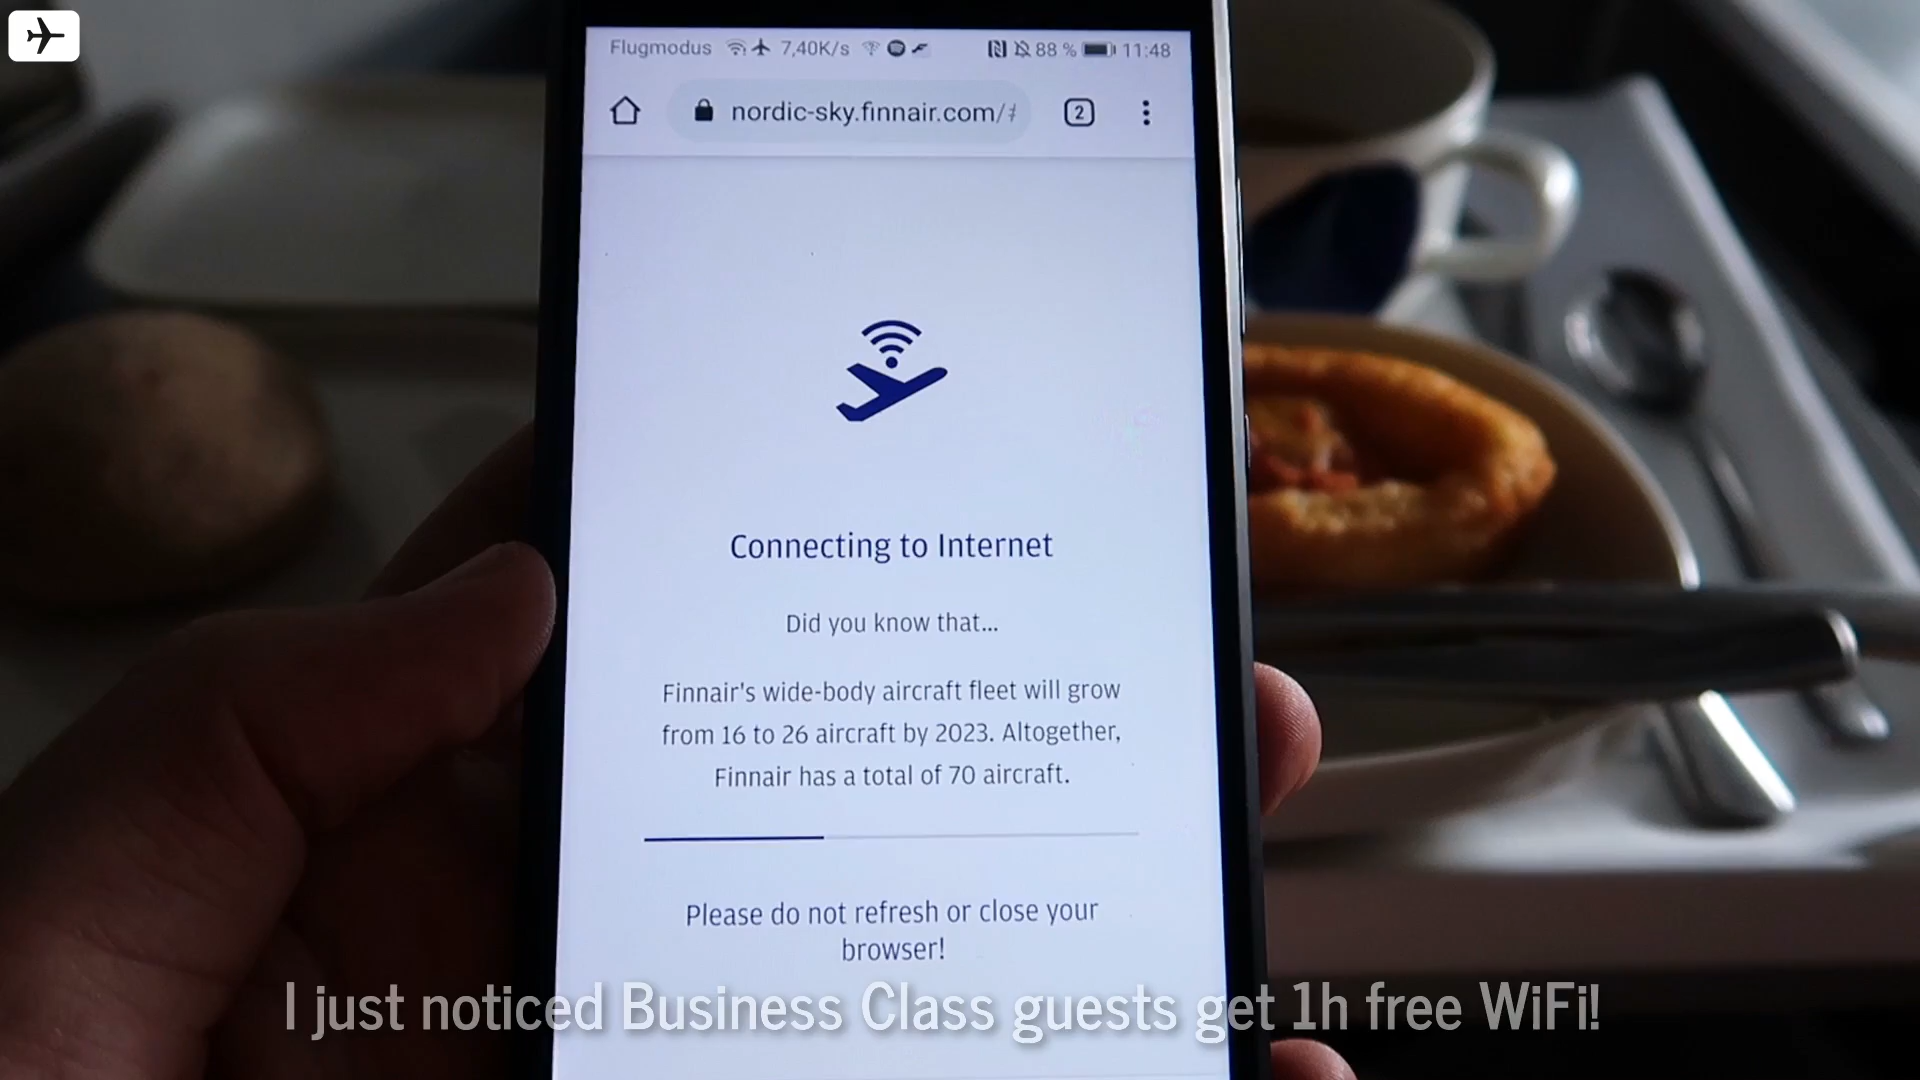 Flugmodus 7,40K/s 88 % 11:48
nordic-sky.finnair.com/
2
Connecting to Internet
Did you know that...
Finnair's wide-body aircraft fleet will grow
from 16 to 26 aircraft by 2023. Altogether,
Finnair has a total of 70 aircraft.
Please do not refresh or close your
browser!
I just noticed Business Class guests get 1h free WiFi!